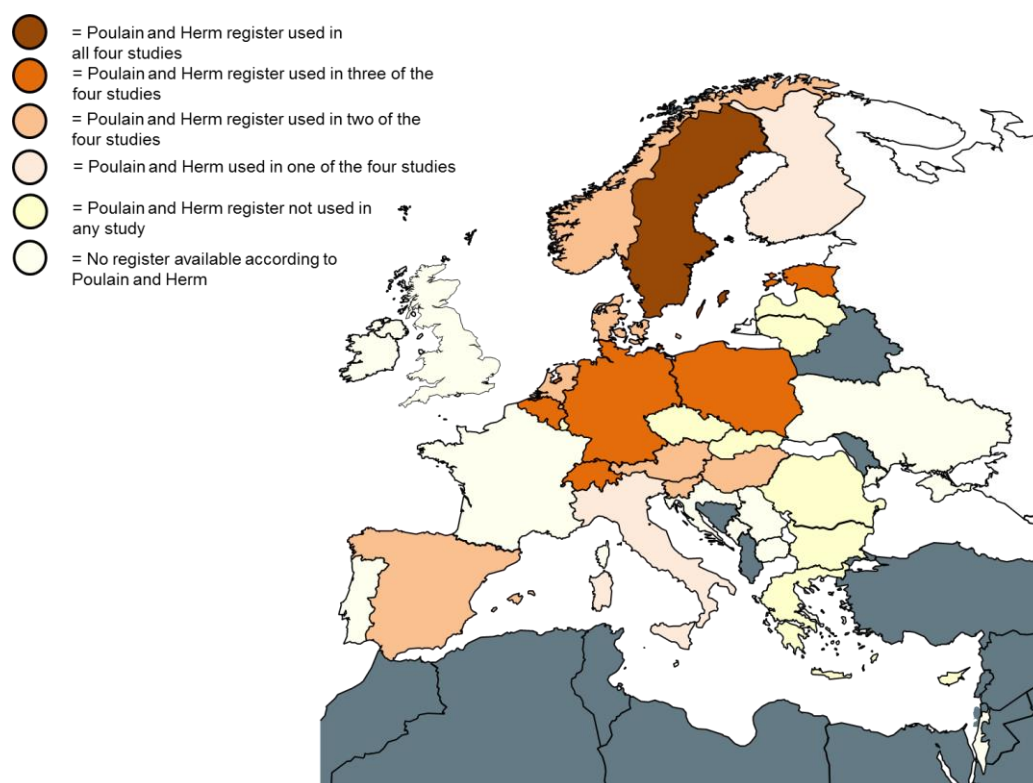 = Poulain and Herm register used in
all four studies
= Poulain and Herm register used in three of the
four studies
= Poulain and Herm register used in two of the
four studies
= Poulain and Herm used in one of the four studies
= Poulain and Herm register not used in
any study
= No register available according to
Poulain and Herm